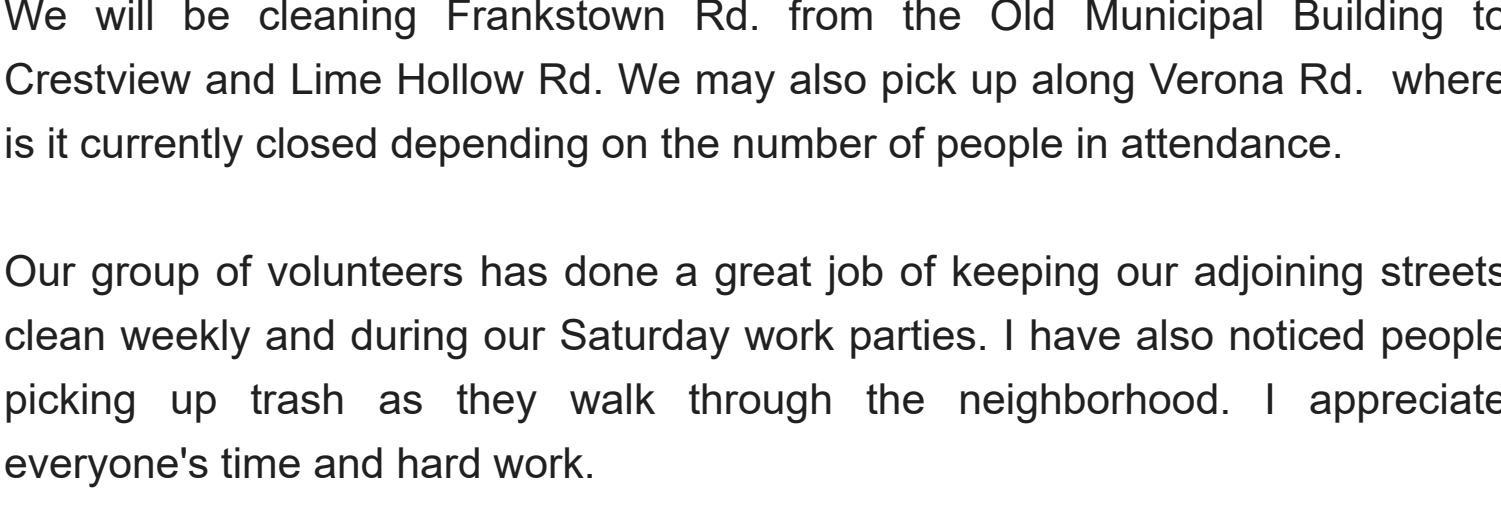 We will be cleaning Frankstown Rd. from the Old Municipal Building to
Crestview and Lime Hollow Rd. We may also pick up along Verona Rd.  where
is it currently closed depending on the number of people in attendance.
Our group of volunteers has done a great job of keeping our adjoining streets
clean weekly and during our Saturday work parties. I have also noticed people
picking up trash as they walk through the neighborhood. I appreciate
everyone's time and hard work.